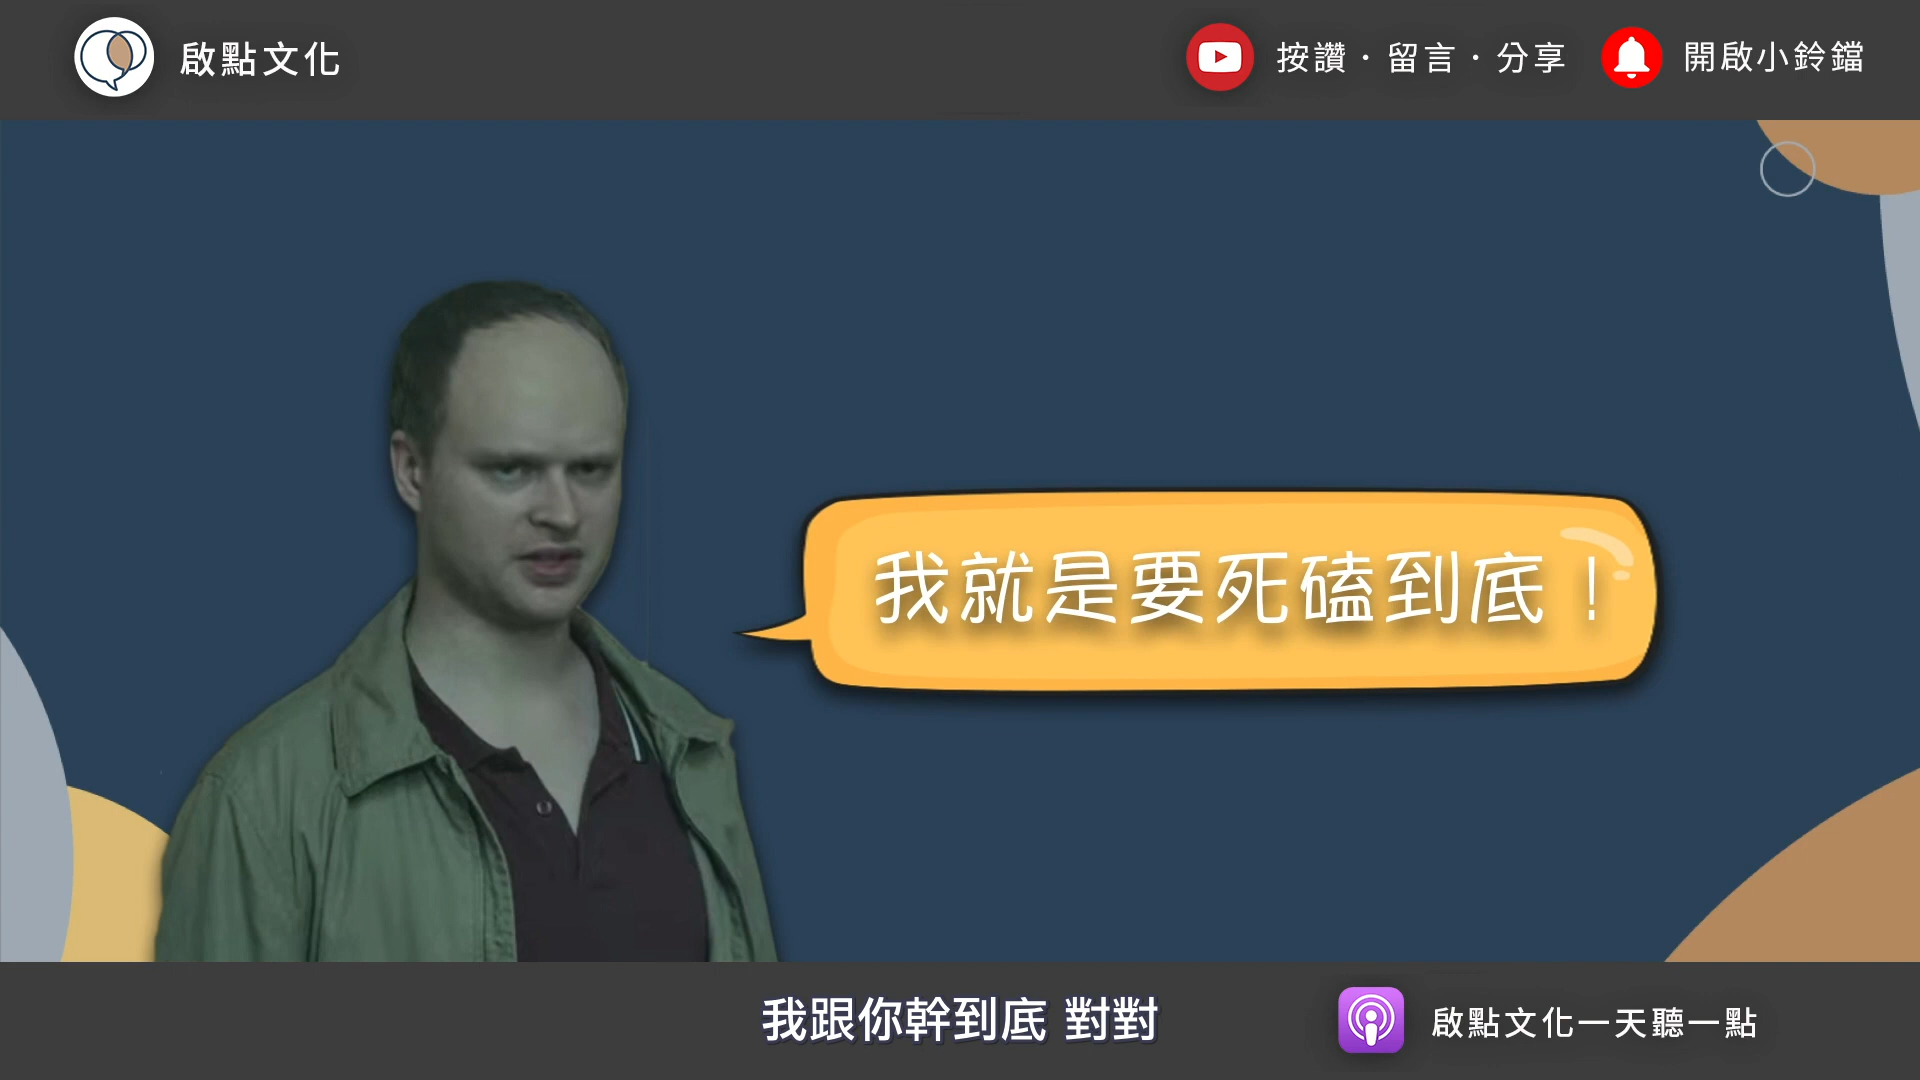 啟點文化
按讚・留言・分享
開啟小鈴鐺
我就是要死磕到底！
我跟你幹到底 對對
啟點文化一天聽一點